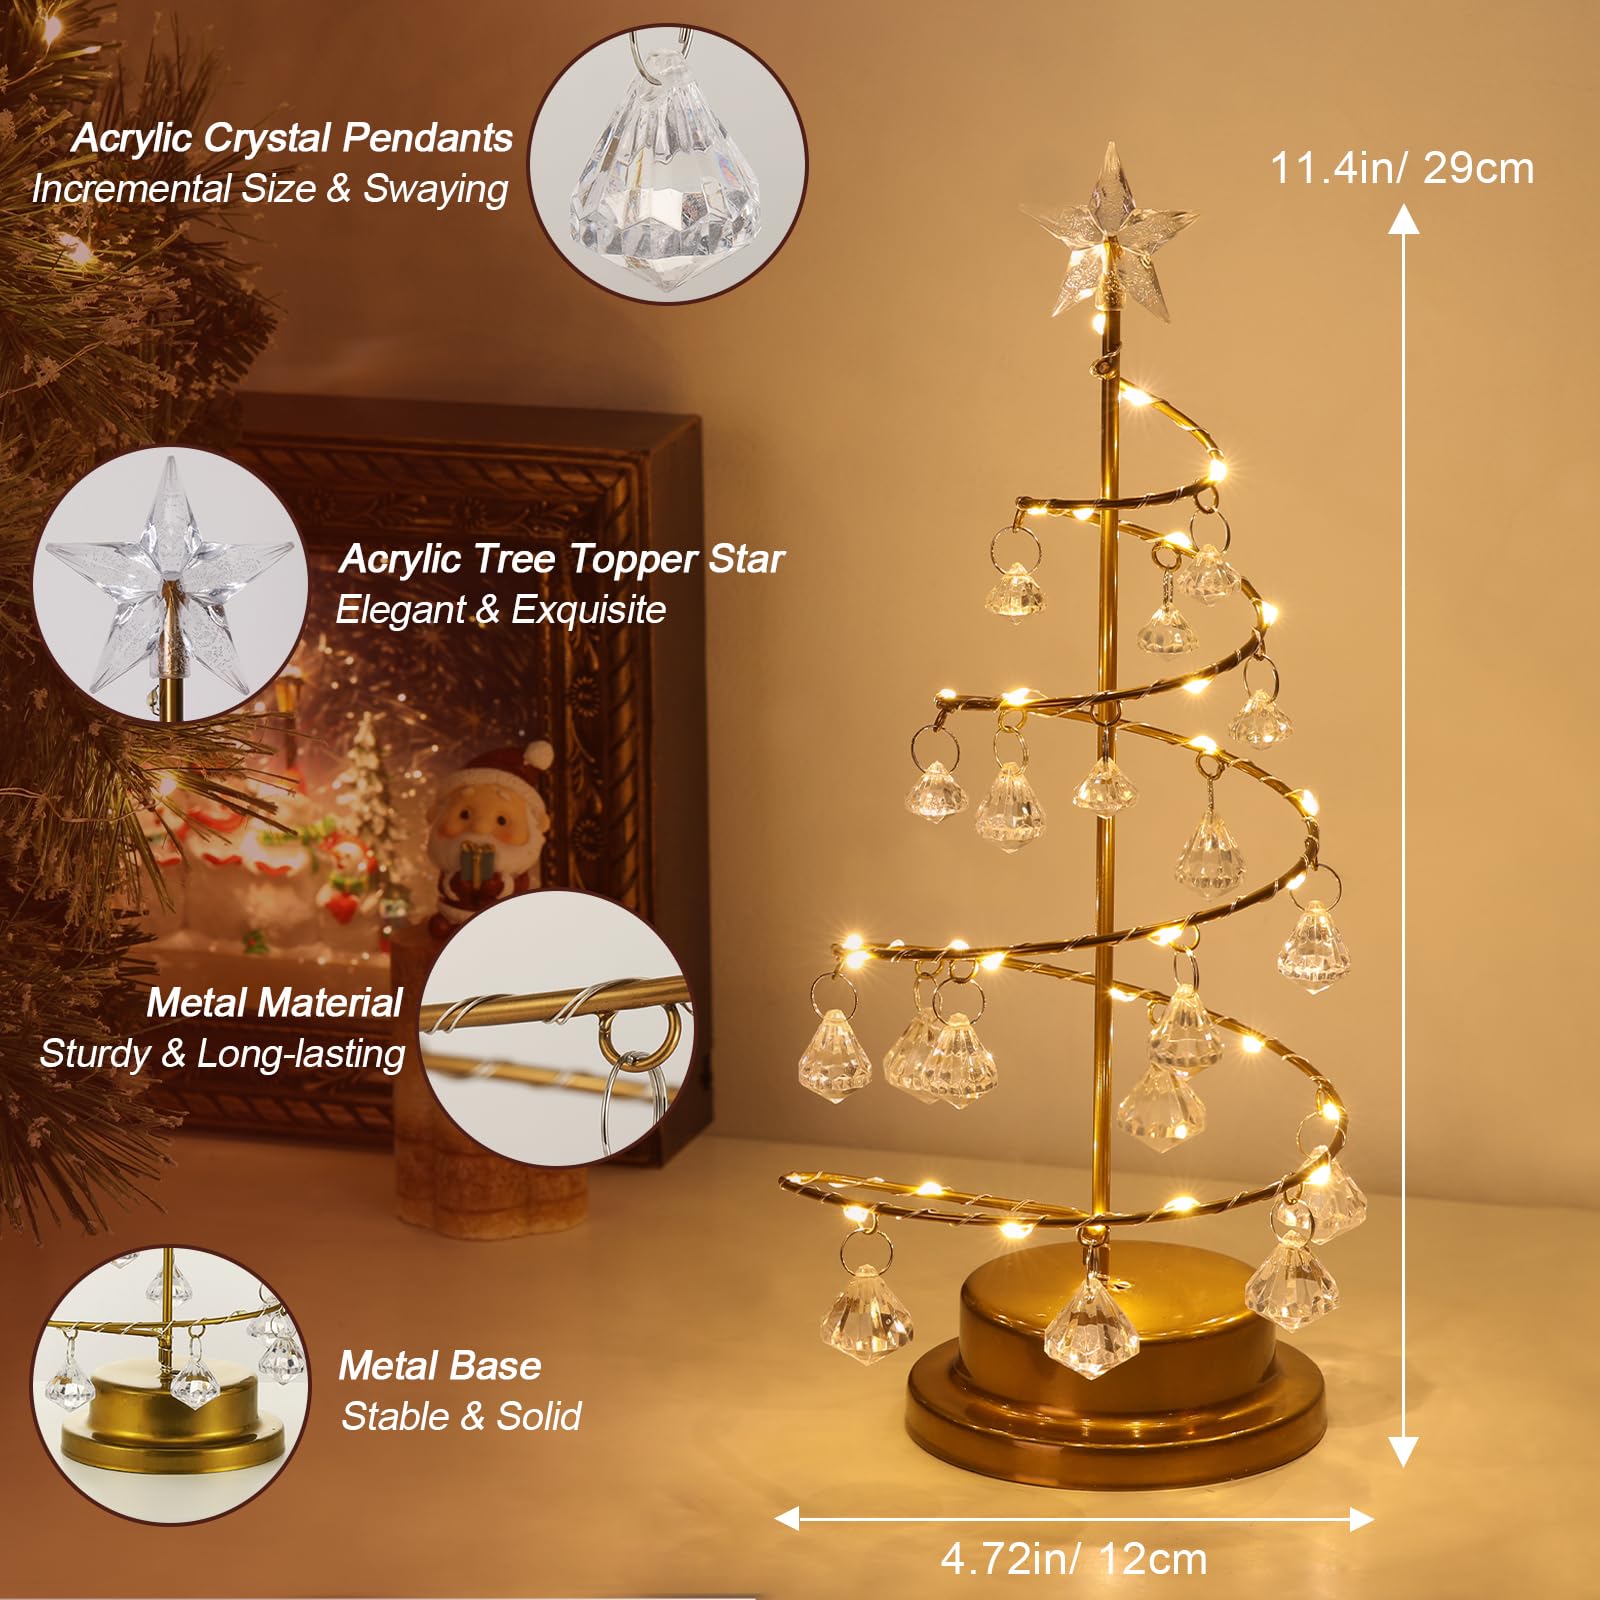 Acrylic Crystal Pendants
Incremental Size & Swaying
11.4in/ 29cm
Acrylic Tree Topper Star
Elegant & Exquisite
Metal Material
Sturdy & Long-lasting
Metal Base
Stable & Solid
4.72in/ 12cm